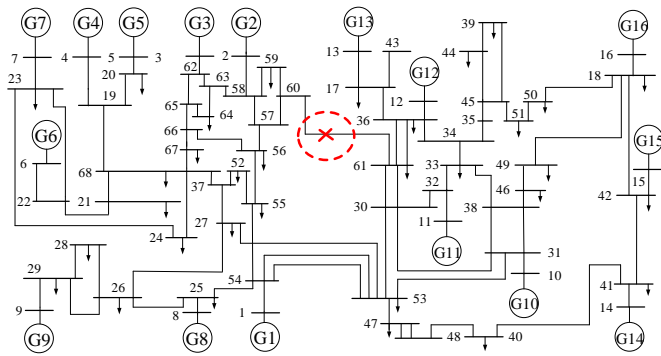 G7 G4 G5 G3 G2 G13 39 G16
7 4 5 3 62 2 59 13 43 44 16
23 20 63 58 60 17 G12 18
19 65 64 12 45 50
G6 66 57 36 34 35 51
6 67 56 61 33 49 G15
68 37 52 32 46 15
22 21 27 55 30 11 38 42
28 24 G11 31
29 54 10
26 25 53 41
9 8 1 47 G10 14
G9 G8 G1 48 40 G14